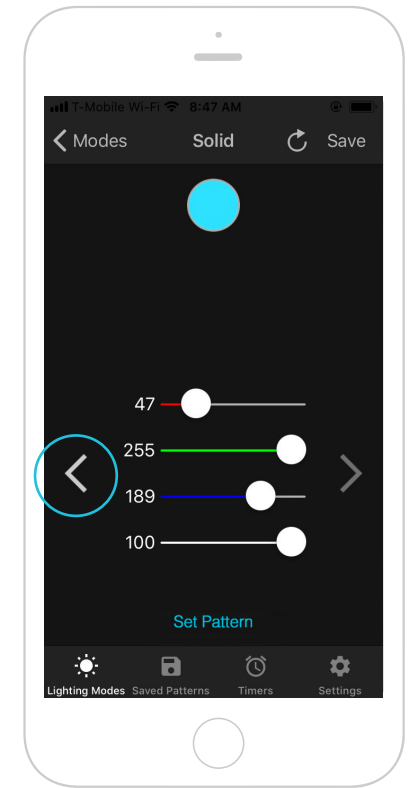 T-Mobile Wi-Fi 8:47 AM
Modes Solid Save
47
255
189
100
Set Pattern
Lighting Modes Saved Patterns Timers Settings